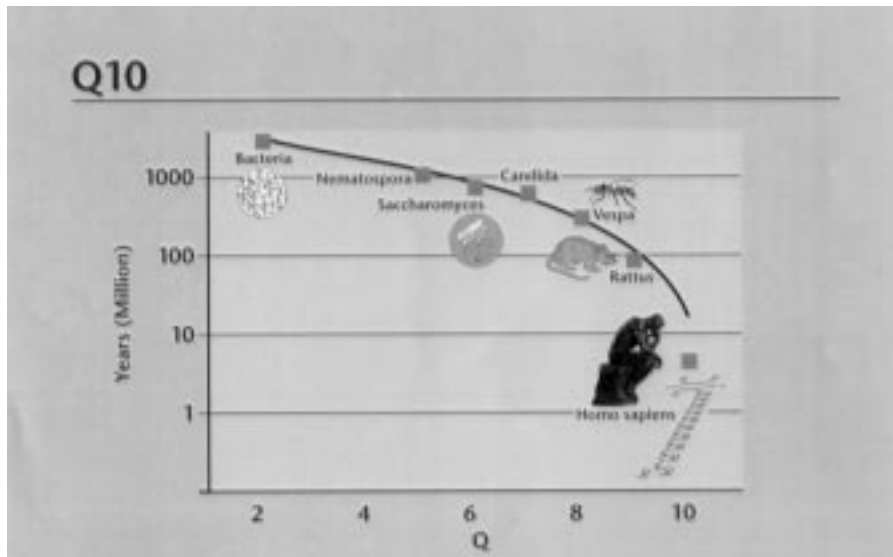 Q10
Bacteria
1000
Nematospora
Candida
Saccharomyces
Vespa
100
Rattus
Years (Million)
10
1
Homo sapiens
2 4 6 8 10
Q